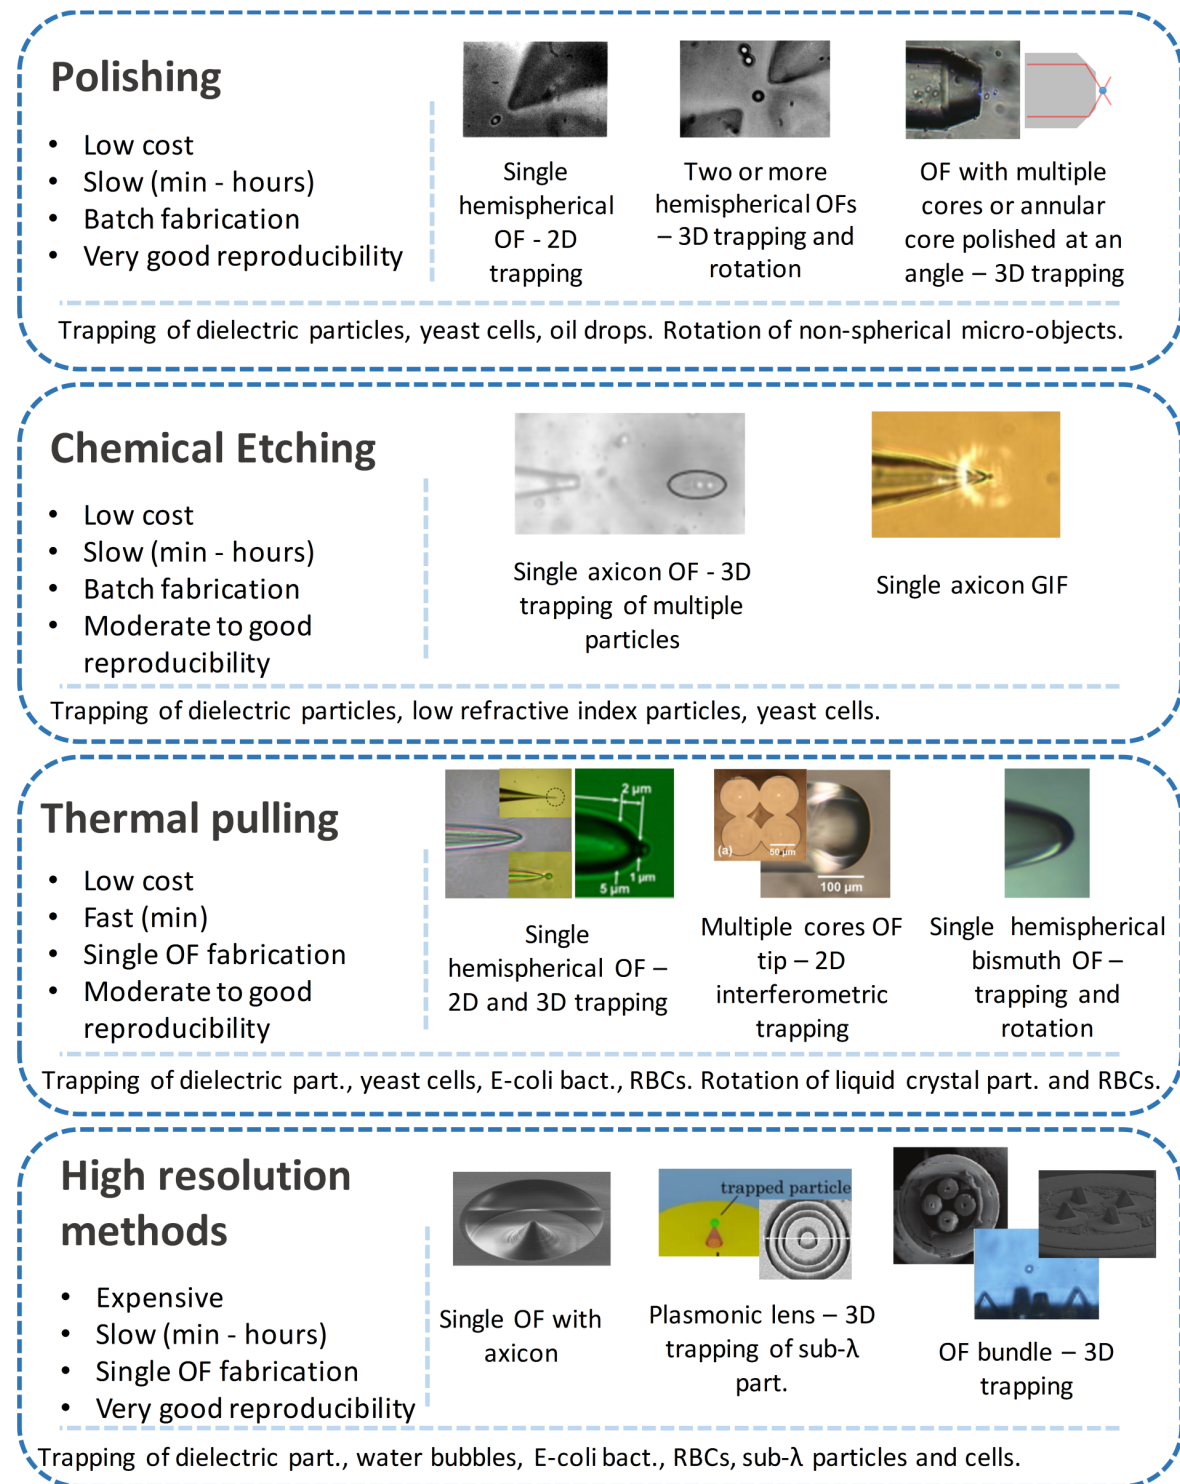 Polishing
• Low cost
• Slow (min - hours)
• Batch fabrication
• Very good reproducibility
Single
hemispherical
OF - 2D
trapping
Two or more
hemispherical OFs
– 3D trapping and
rotation
OF with multiple
cores or annular
core polished at an
angle – 3D trapping
Trapping of dielectric particles, yeast cells, oil drops. Rotation of non-spherical micro-objects.
Chemical Etching
• Low cost
• Slow (min - hours)
• Batch fabrication
• Moderate to good
reproducibility
Single axicon OF - 3D
trapping of multiple
particles
Single axicon GIF
Trapping of dielectric particles, low refractive index particles, yeast cells.
Thermal pulling
• Low cost
• Fast (min)
• Single OF fabrication
• Moderate to good
reproducibility
2 µm
1 µm
5 µm
Single
hemispherical OF –
2D and 3D trapping
(a)
50 µm
100 µm
Multiple cores OF
tip – 2D
interferometric
trapping
Single hemispherical
bismuth OF –
trapping and
rotation
Trapping of dielectric part., yeast cells, E-coli bact., RBCs. Rotation of liquid crystal part. and RBCs.
High resolution
methods
• Expensive
• Slow (min - hours)
• Single OF fabrication
• Very good reproducibility
Single OF with
axicon
trapped particle
Plasmonic lens – 3D
trapping of sub-λ
part.
OF bundle – 3D
trapping
Trapping of dielectric part., water bubbles, E-coli bact., RBCs, sub-λ particles and cells.